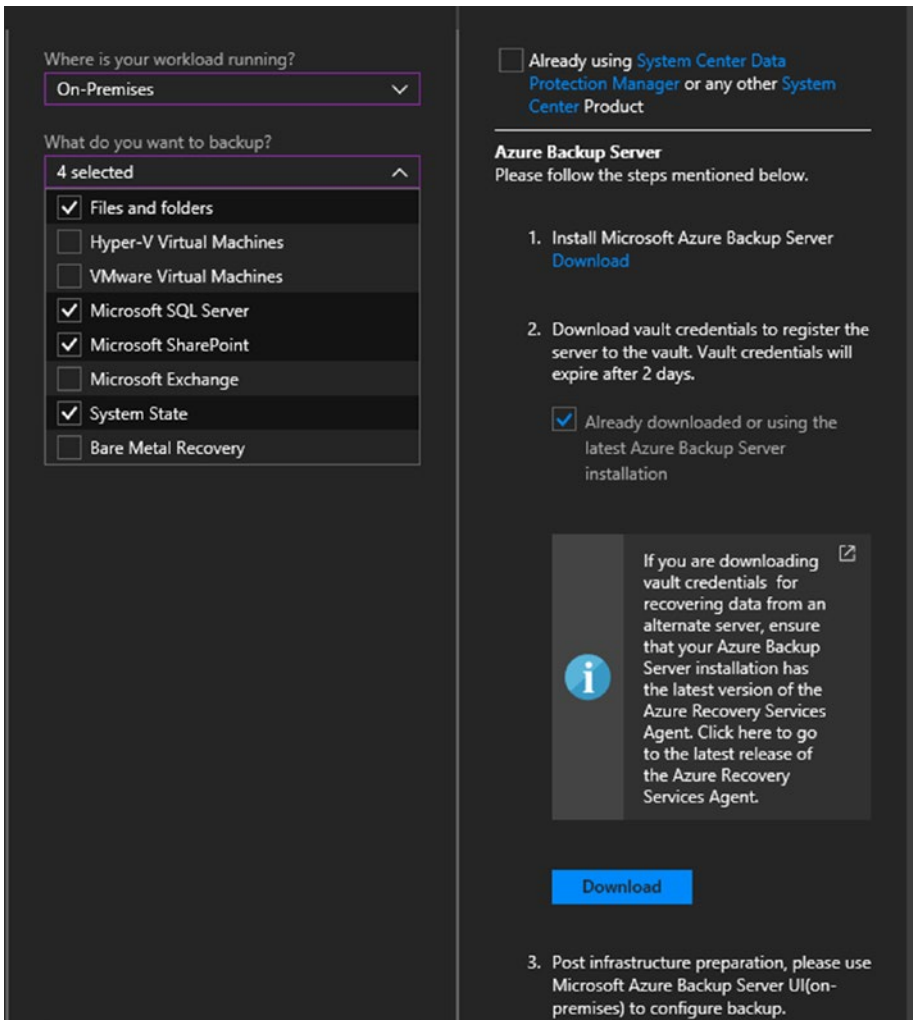 Where is your workload running?
On-Premises
What do you want to backup?
4 selected
Files and folders
Hyper-V Virtual Machines
VMware Virtual Machines
Microsoft SQL Server
Microsoft SharePoint
Microsoft Exchange
System State
Bare Metal Recovery
Already using System Center Data
Protection Manager or any other System
Center Product
Azure Backup Server
Please follow the steps mentioned below.
1. Install Microsoft Azure Backup Server
Download
2. Download vault credentials to register the
server to the vault. Vault credentials will
expire after 2 days.
Already downloaded or using the
latest Azure Backup Server
installation
If you are downloading
vault credentials for
recovering data from an
alternate server, ensure
that your Azure Backup
Server installation has
the latest version of the
Azure Recovery Services
Agent. Click here to go
to the latest release of
the Azure Recovery
Services Agent.
Download
3. Post infrastructure preparation, please use
Microsoft Azure Backup Server UI(on-
premises) to configure backup.